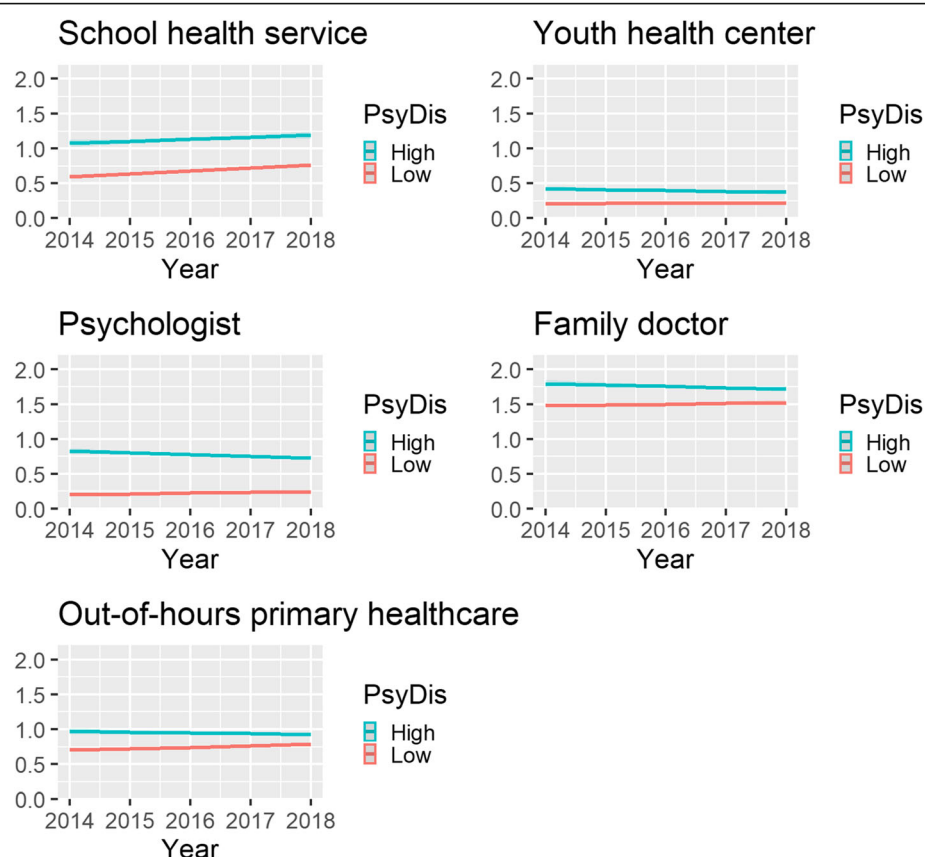 School health service
2.0
1.5
1.0
0.5
0.0
2014 2015 2016 2017 2018
Year
PsyDis
High
Low
Youth health center
2.0
1.5
1.0
0.5
0.0
2014 2015 2016 2017 2018
Year
PsyDis
High
Low
Psychologist
2.0
1.5
1.0
0.5
0.0
2014 2015 2016 2017 2018
Year
PsyDis
High
Low
Family doctor
2.0
1.5
1.0
0.5
0.0
2014 2015 2016 2017 2018
Year
PsyDis
High
Low
Out-of-hours primary healthcare
2.0
1.5
1.0
0.5
0.0
2014 2015 2016 2017 2018
Year
PsyDis
High
Low